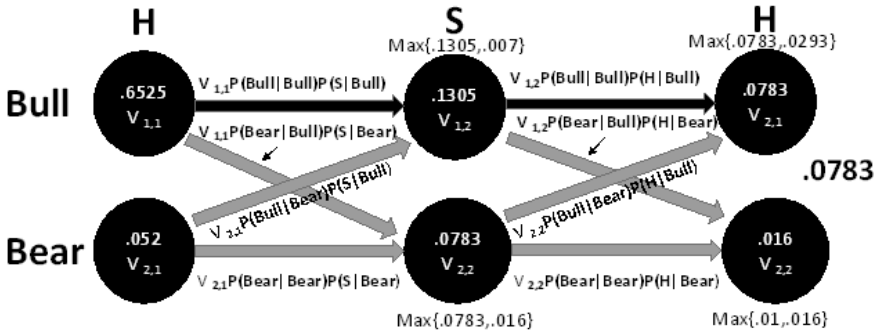 H S H
Max{.1305,.007} Max{.0783,.0293}
Bull
.6525
V 1,1
V 1,1P(Bull|Bull)P(S|Bull)
.1305
V 1,2
V 1,2P(Bull|Bull)P(H|Bull)
.0783
V 2,1
V 1,1P(Bear|Bull)P(S|Bear)
V 1,2P(Bear|Bull)P(H|Bear)
.0783
V 2,1P(Bull|Bear)P(S|Bull)
V 2,2P(Bull|Bear)P(H|Bull)
Bear
.052
V 2,1
V 2,1P(Bear|Bear)P(S|Bear)
.0783
V 2,2
V 2,2P(Bear|Bear)P(H|Bear)
.016
V 2,2
Max{.0783,.016} Max{.01,.016}